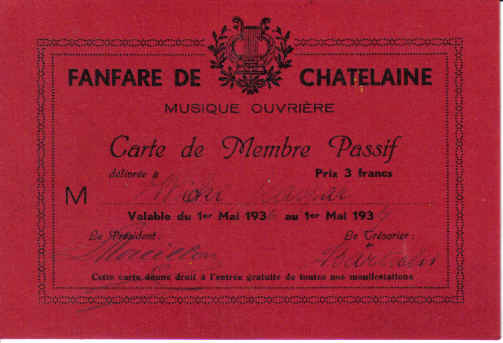 FANFARE DE CHATELAINE
MUSIQUE OUVRIÈRE
Carte de Membre Passif
délivrée à Prix 3 francs
M
Valable du 1er Mai 193 au 1er Mai 193
Le Président: Le Trésorier:
Cette carte donne droit à l'entrée gratuite de toutes nos manifestations